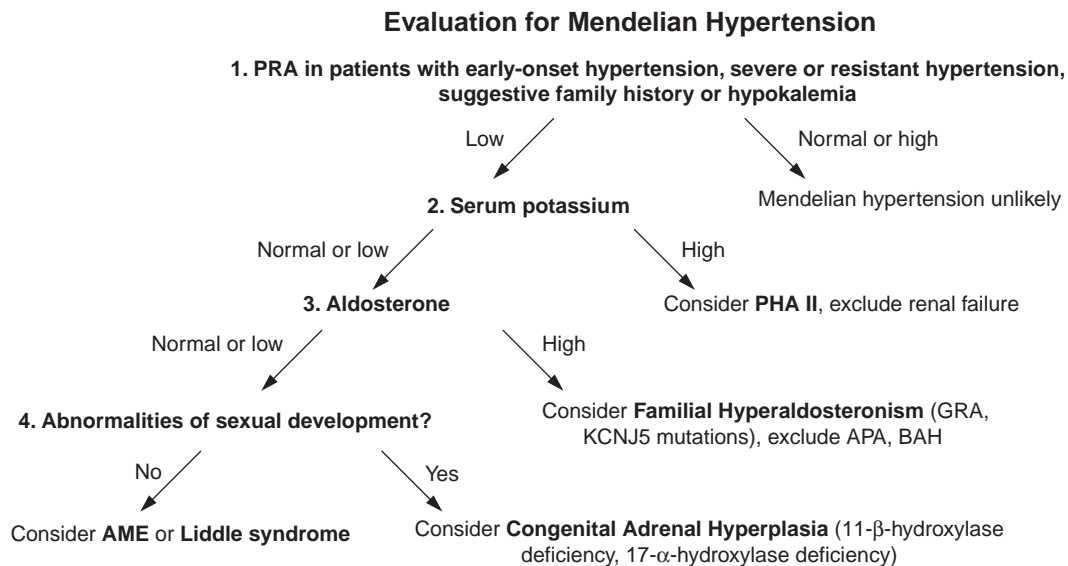 Evaluation for Mendelian Hypertension
1. PRA in patients with early-onset hypertension, severe or resistant hypertension,
suggestive family history or hypokalemia
Low
Normal or high
2. Serum potassium
Mendelian hypertension unlikely
Normal or low
High
3. Aldosterone
Consider PHA II, exclude renal failure
Normal or low
High
4. Abnormalities of sexual development?
Consider Familial Hyperaldosteronism (GRA,
KCNJ5 mutations), exclude APA, BAH
No
Yes
Consider AME or Liddle syndrome
Consider Congenital Adrenal Hyperplasia (11-β-hydroxylase
deficiency, 17-α-hydroxylase deficiency)